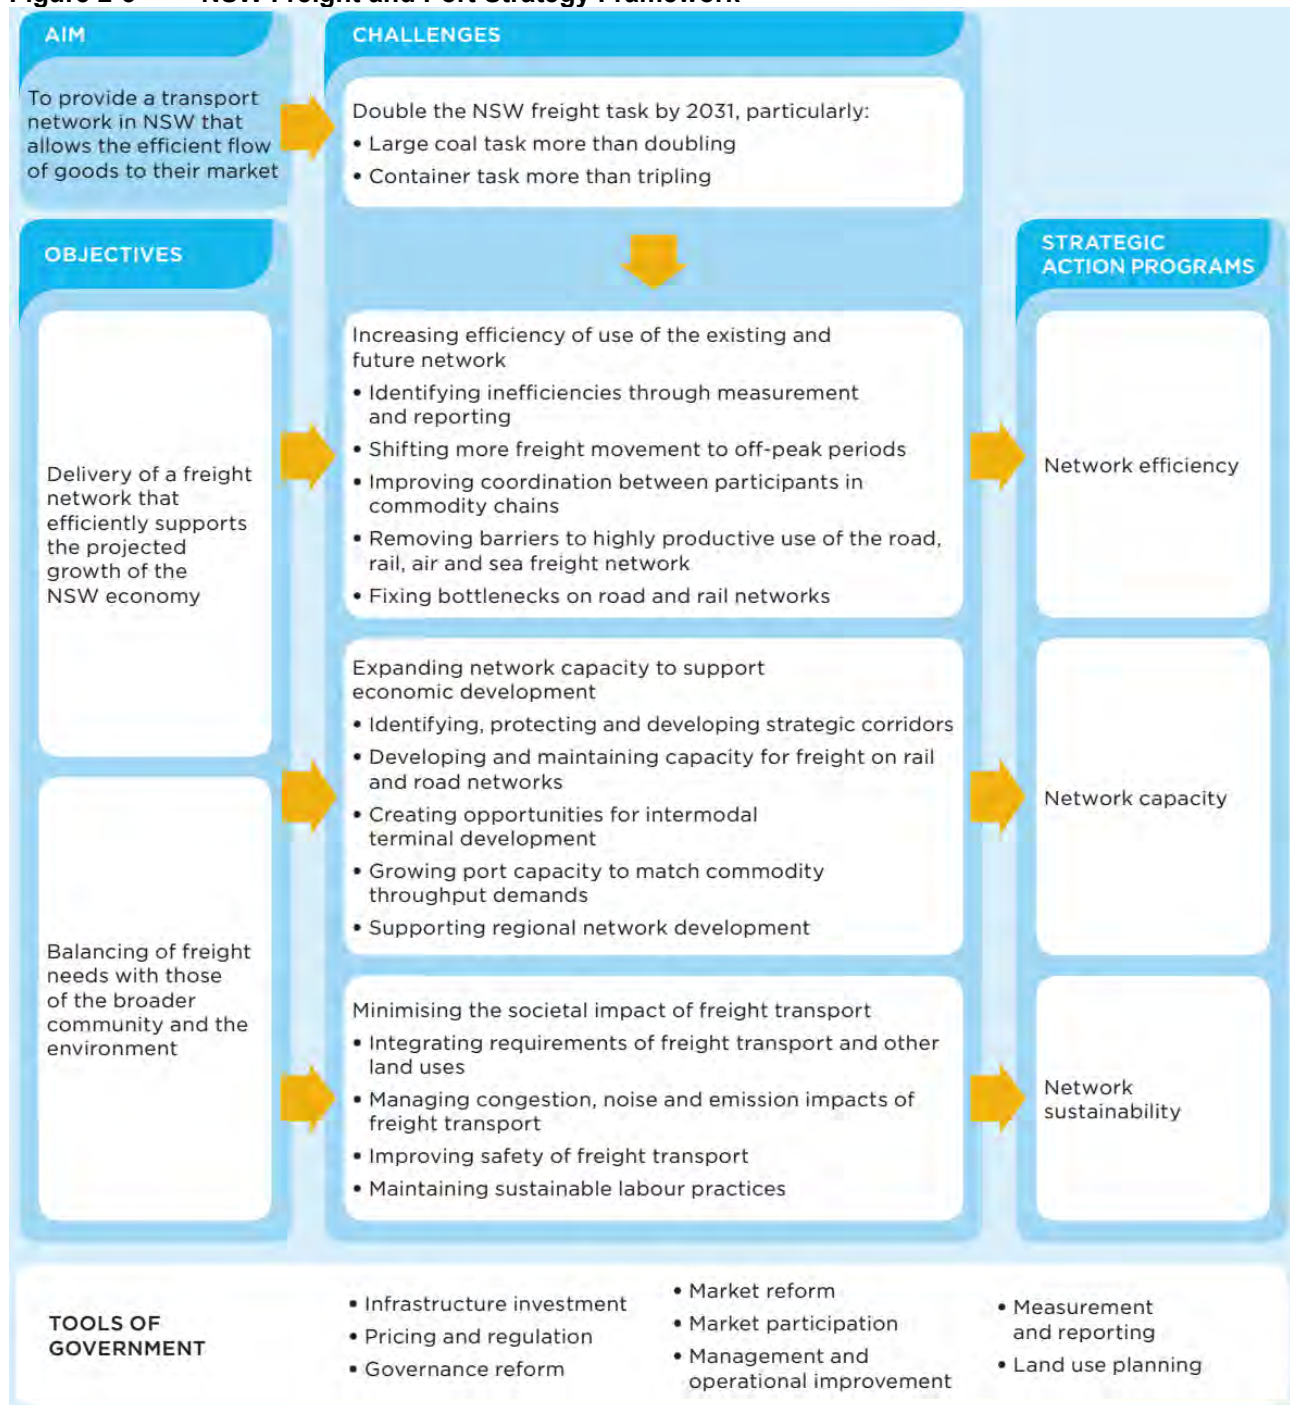 NSW Freight and Port Strategy Framework
AIM
To provide a transport
network in NSW that
allows the efficient flow
of goods to their market
CHALLENGES
Double the NSW freight task by 2031, particularly:
• Large coal task more than doubling
• Container task more than tripling
OBJECTIVES
Delivery of a freight
network that
efficiently supports
the projected
growth of the
NSW economy
Balancing of freight
needs with those
of the broader
community and the
environment
Increasing efficiency of use of the existing and
future network
• Identifying inefficiencies through measurement
and reporting
• Shifting more freight movement to off-peak periods
• Improving coordination between participants in
commodity chains
• Removing barriers to highly productive use of the road,
rail, air and sea freight network
• Fixing bottlenecks on road and rail networks
Expanding network capacity to support
economic development
• Identifying, protecting and developing strategic corridors
• Developing and maintaining capacity for freight on rail
and road networks
• Creating opportunities for intermodal
terminal development
• Growing port capacity to match commodity
throughput demands
• Supporting regional network development
Minimising the societal impact of freight transport
• Integrating requirements of freight transport and other
land uses
• Managing congestion, noise and emission impacts of
freight transport
• Improving safety of freight transport
• Maintaining sustainable labour practices
STRATEGIC
ACTION PROGRAMS
Network efficiency
Network capacity
Network
sustainability
TOOLS OF
GOVERNMENT
• Infrastructure investment
• Pricing and regulation
• Governance reform
• Market reform
• Market participation
• Management and
operational improvement
• Measurement
and reporting
• Land use planning